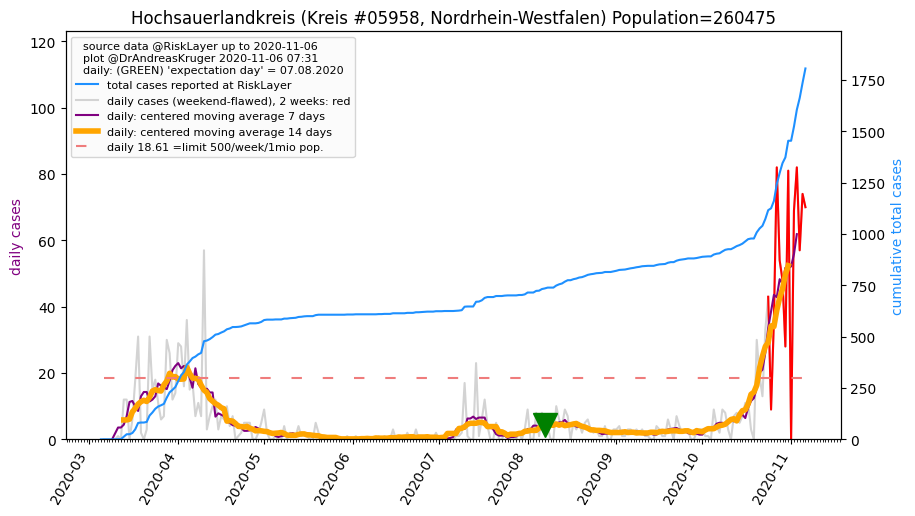 Hochsauerlandkreis (Kreis #05958, Nordrhein-Westfalen) Population=260475
source data @RiskLayer up to 2020-11-06
plot @DrAndreasKruger 2020-11-06 07:31
daily: (GREEN) 'expectation day' = 07.08.2020
total cases reported at RiskLayer
daily cases (weekend-flawed), 2 weeks: red
daily: centered moving average 7 days
daily: centered moving average 14 days
daily 18.61 =limit 500/week/1mio pop.
daily cases
120
100
80
60
40
20
0
cumulative total cases
1750
1500
1250
1000
750
500
250
0
2020-03
2020-04
2020-05
2020-06
2020-07
2020-08
2020-09
2020-10
2020-11